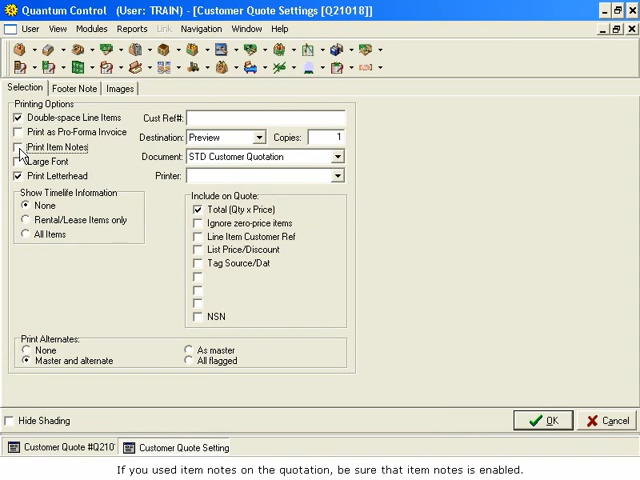 Quantum Control (User: TRAIN) - [Customer Quote Settings [Q21018]]
User View Modules Reports Link Navigation Window Help
Selection Footer Note Images
Printing Options
Double-space Line Items
Print as Pro-Forma Invoice
Print Item Notes
Large Font
Print Letterhead
Cust Ref#:
Destination: Preview Copies: 1
Document: STD Customer Quotation
Printer:
Show Timelife Information
None
Rental/Lease Items only
All Items
Include on Quote:
Total (Qty x Price)
Ignore zero-price items
Line Item Customer Ref
List Price/Discount
Tag Source/Dat
NSN
Print Alternates:
None As master
Master and alternate All flagged
Hide Shading OK Cancel
Customer Quote #Q210 Customer Quote Setting
If you used item notes on the quotation, be sure that item notes is enabled.